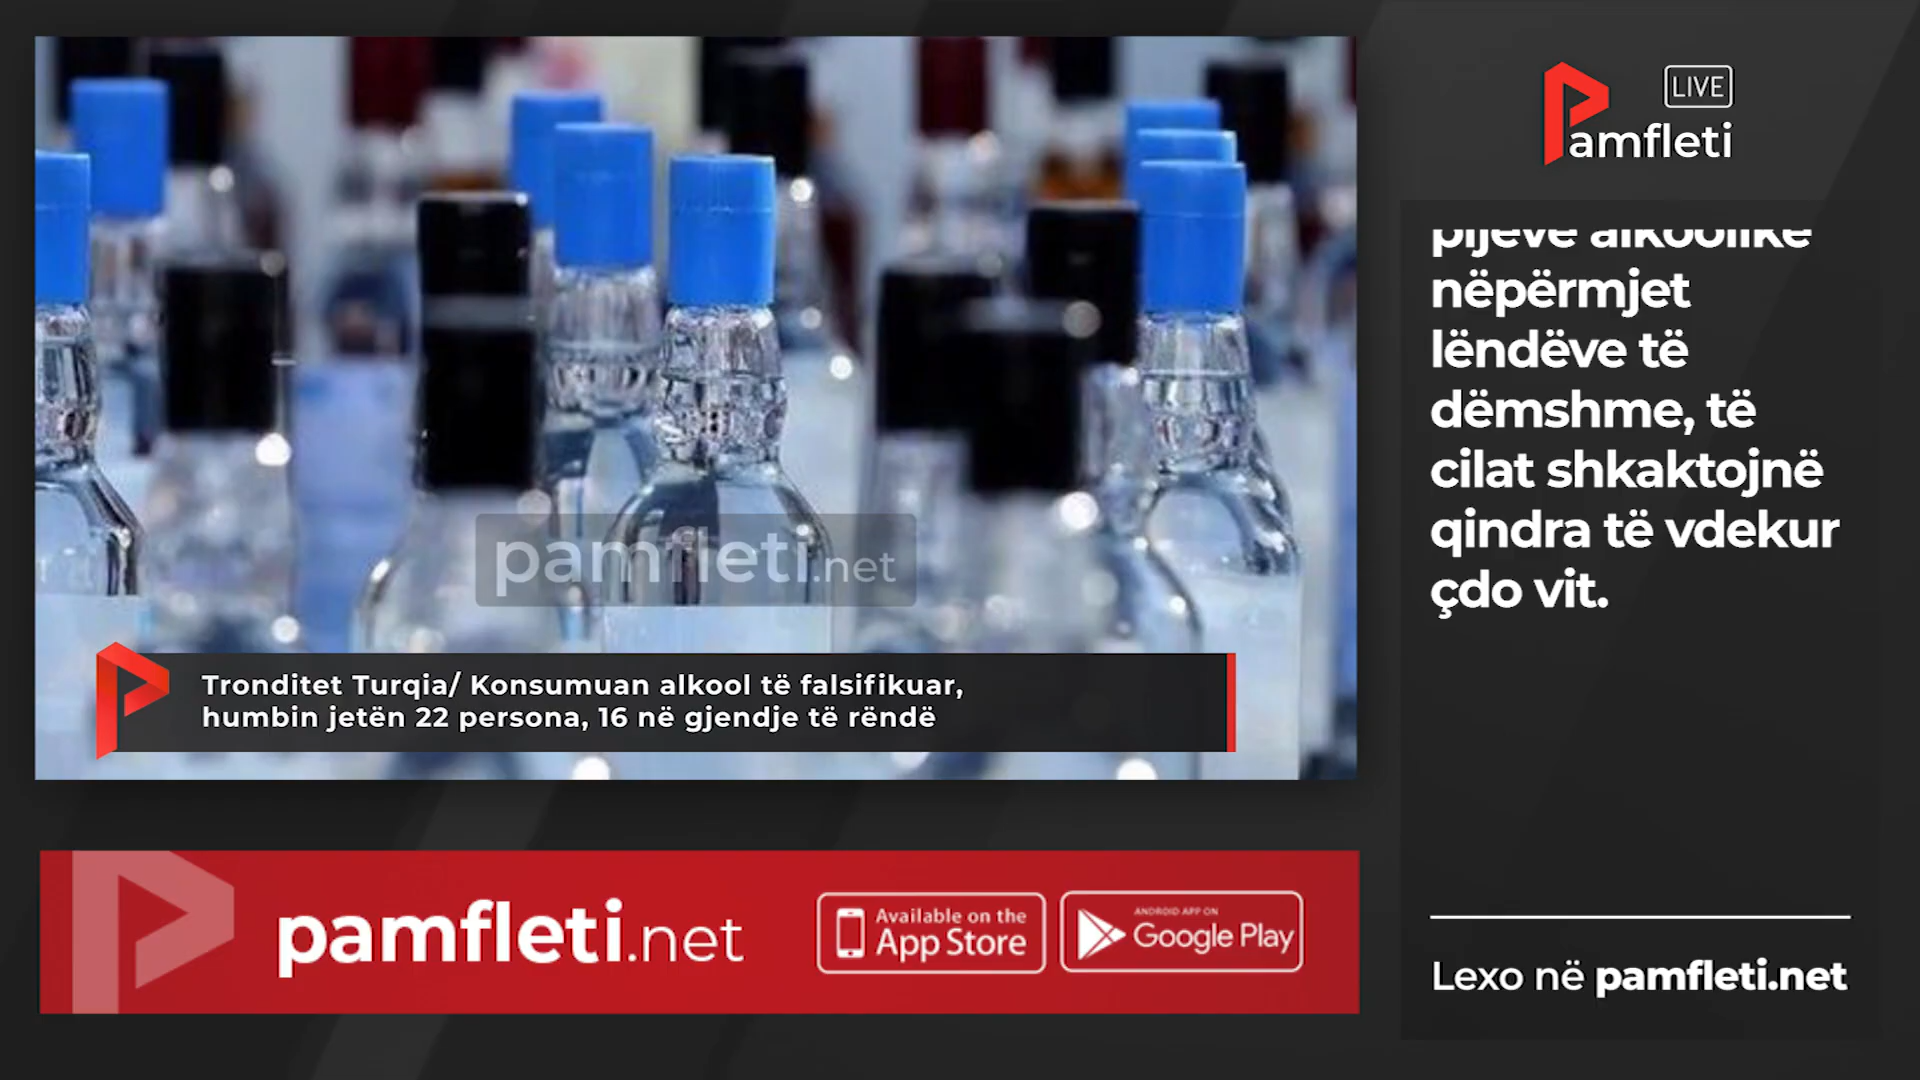 LIVE
Pamfleti
pijeve alkoolike
nëpërmjet
lëndëve të
dëmshme, të
cilat shkaktojnë
qindra të vdekur
çdo vit.
pamfleti.net
Tronditet Turqia/ Konsumuan alkool të falsifikuar,
humbin jetën 22 persona, 16 në gjendje të rëndë
pamfleti.net
Available on the
App Store
ANDROID APP ON
Google Play
Lexo në pamfleti.net